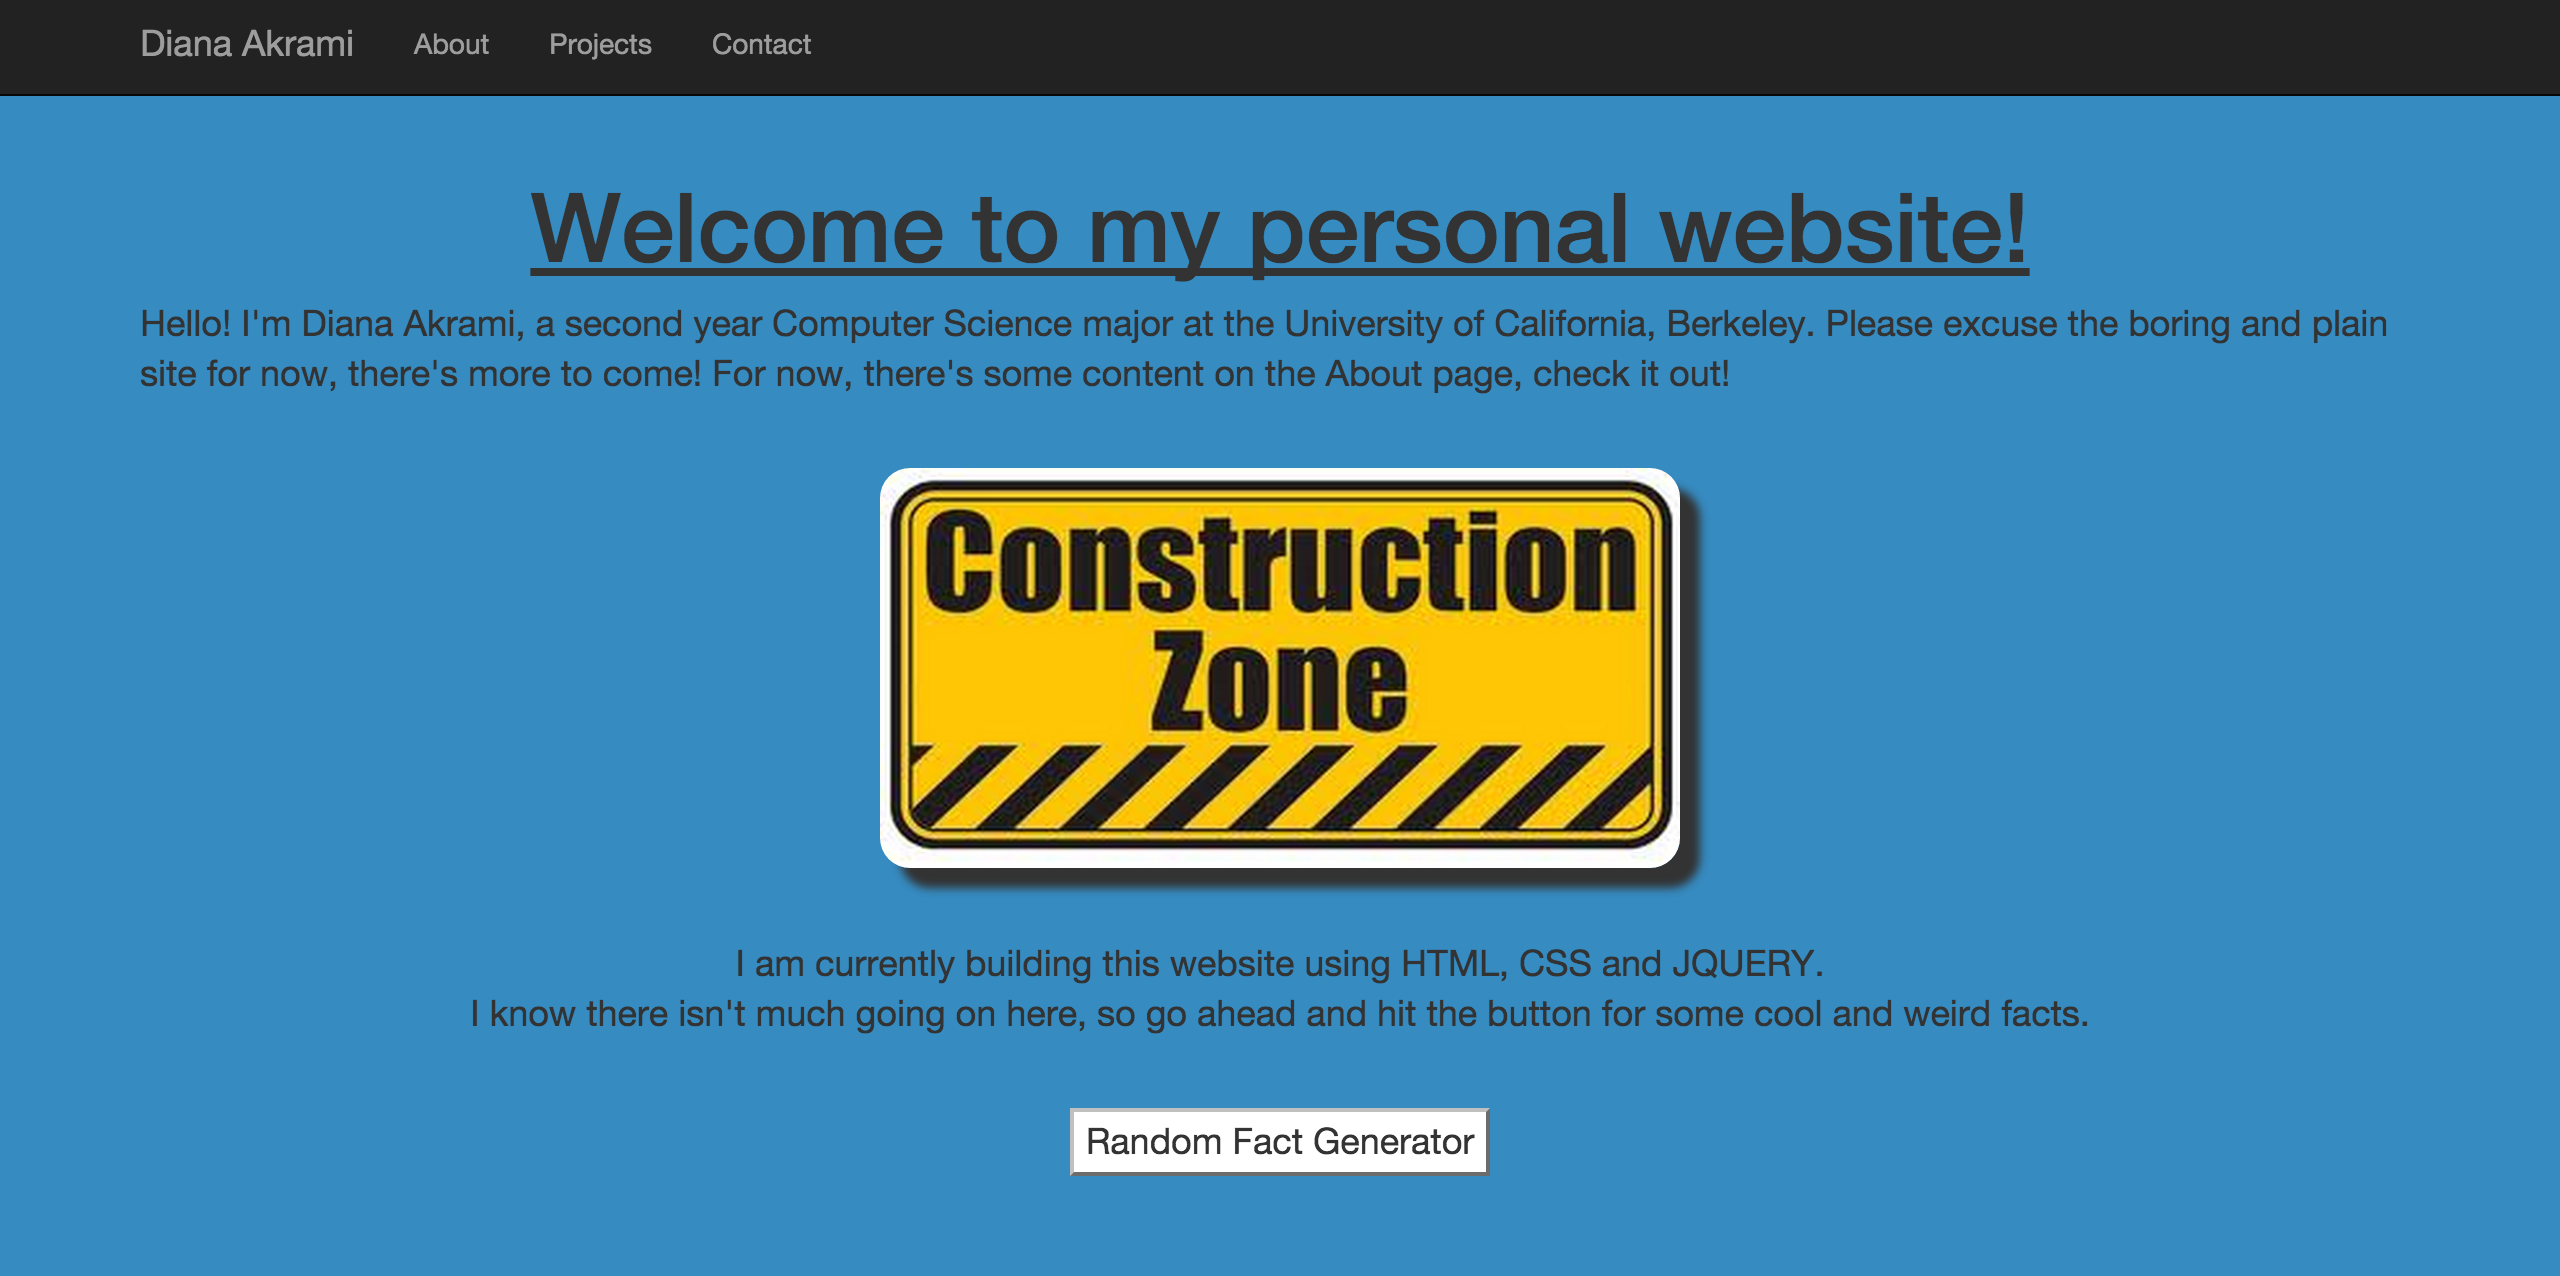 Diana Akrami About Projects Contact
Welcome to my personal website!
Hello! I'm Diana Akrami, a second year Computer Science major at the University of California, Berkeley. Please excuse the boring and plain
site for now, there's more to come! For now, there's some content on the About page, check it out!
Construction
Zone
I am currently building this website using HTML, CSS and JQUERY.
I know there isn't much going on here, so go ahead and hit the button for some cool and weird facts.
Random Fact Generator